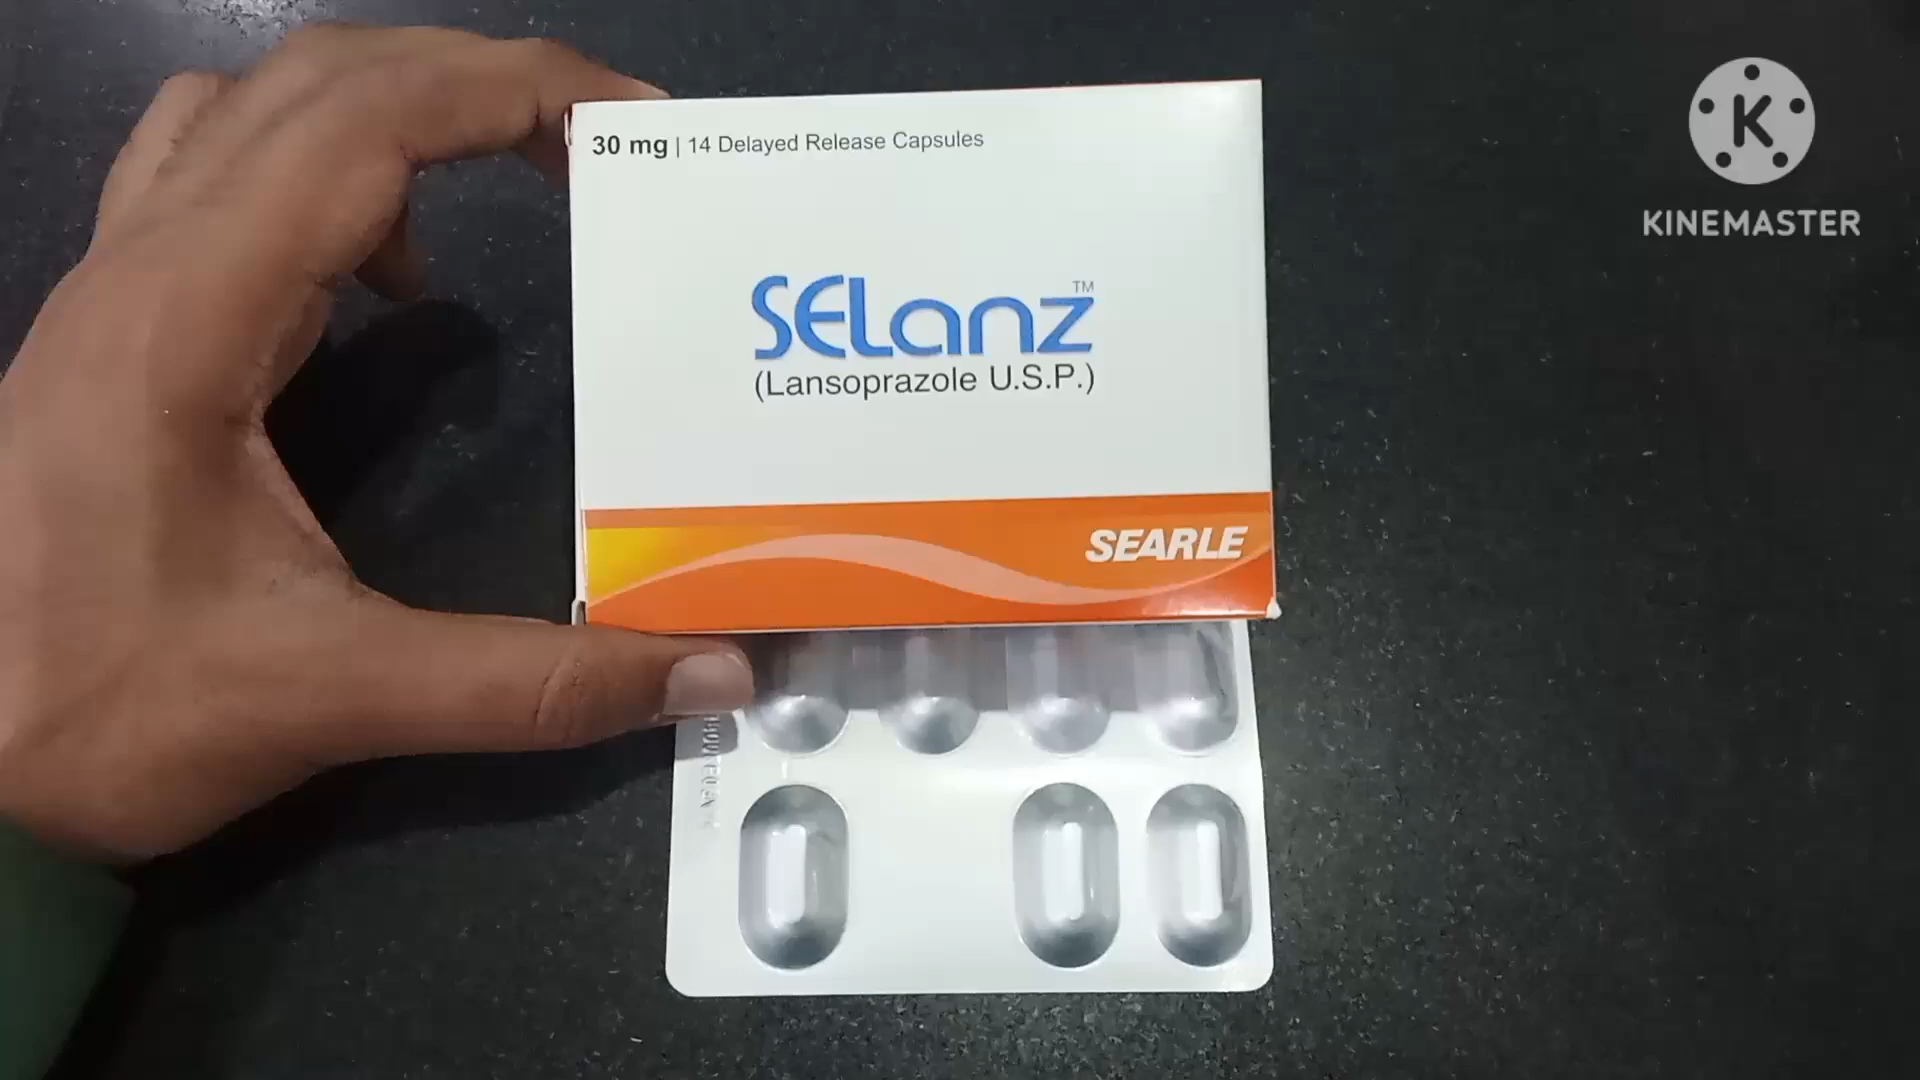 30 mg | 14 Delayed Release Capsules
SELanz™
(Lansoprazole U.S.P.)
SEARLE
K
KINEMASTER